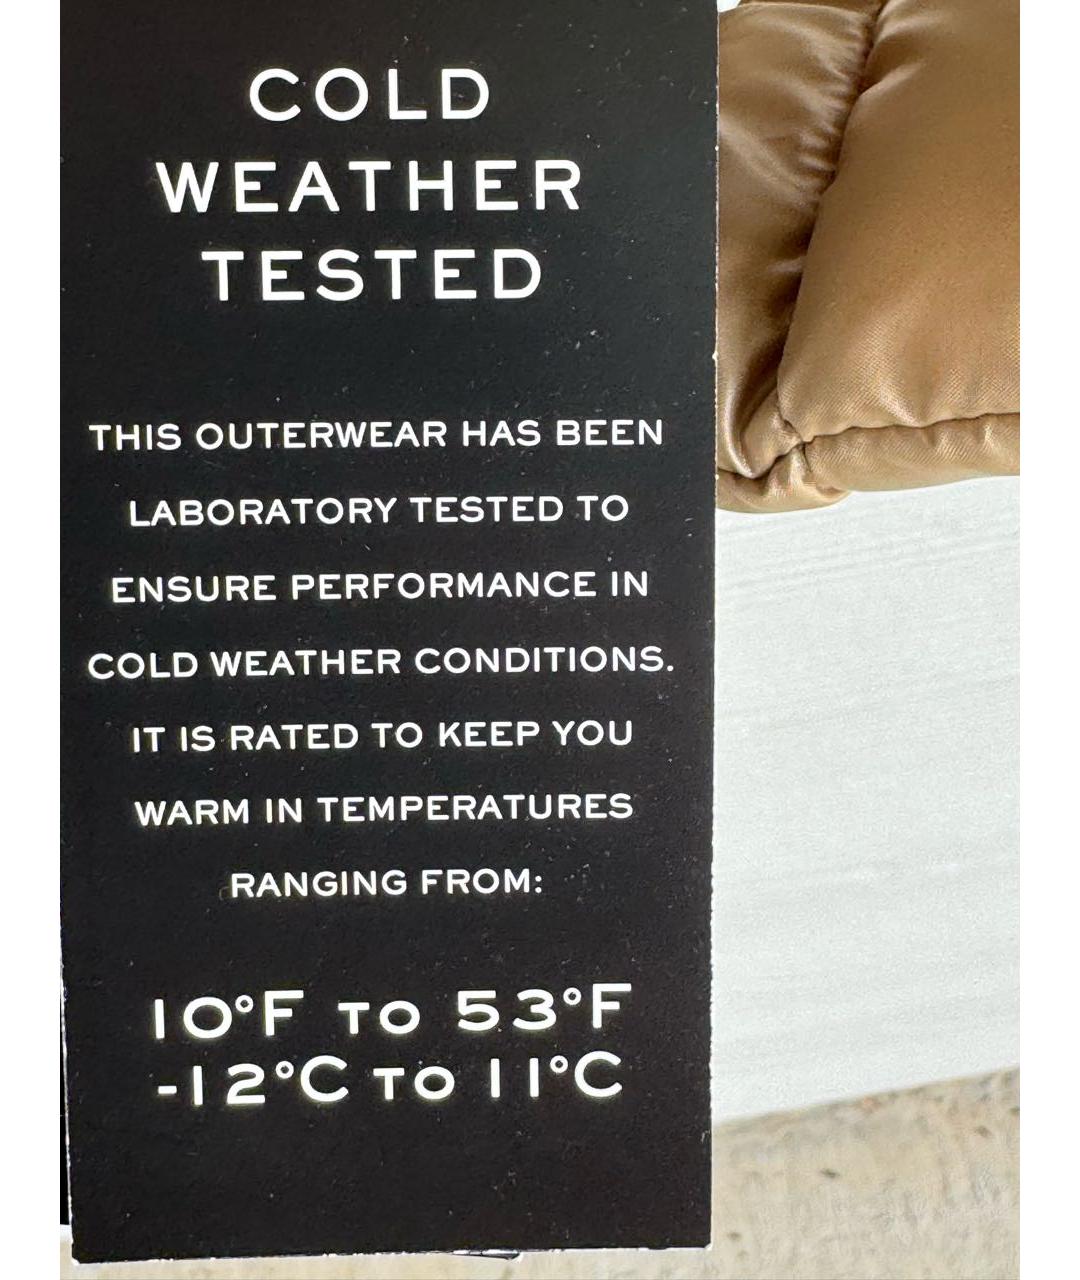 COLD
WEATHER
TESTED
THIS OUTERWEAR HAS BEEN
LABORATORY TESTED TO
ENSURE PERFORMANCE IN
COLD WEATHER CONDITIONS.
IT IS RATED TO KEEP YOU
WARM IN TEMPERATURES
RANGING FROM:
10°F TO 53°F
-12°C TO 11°C